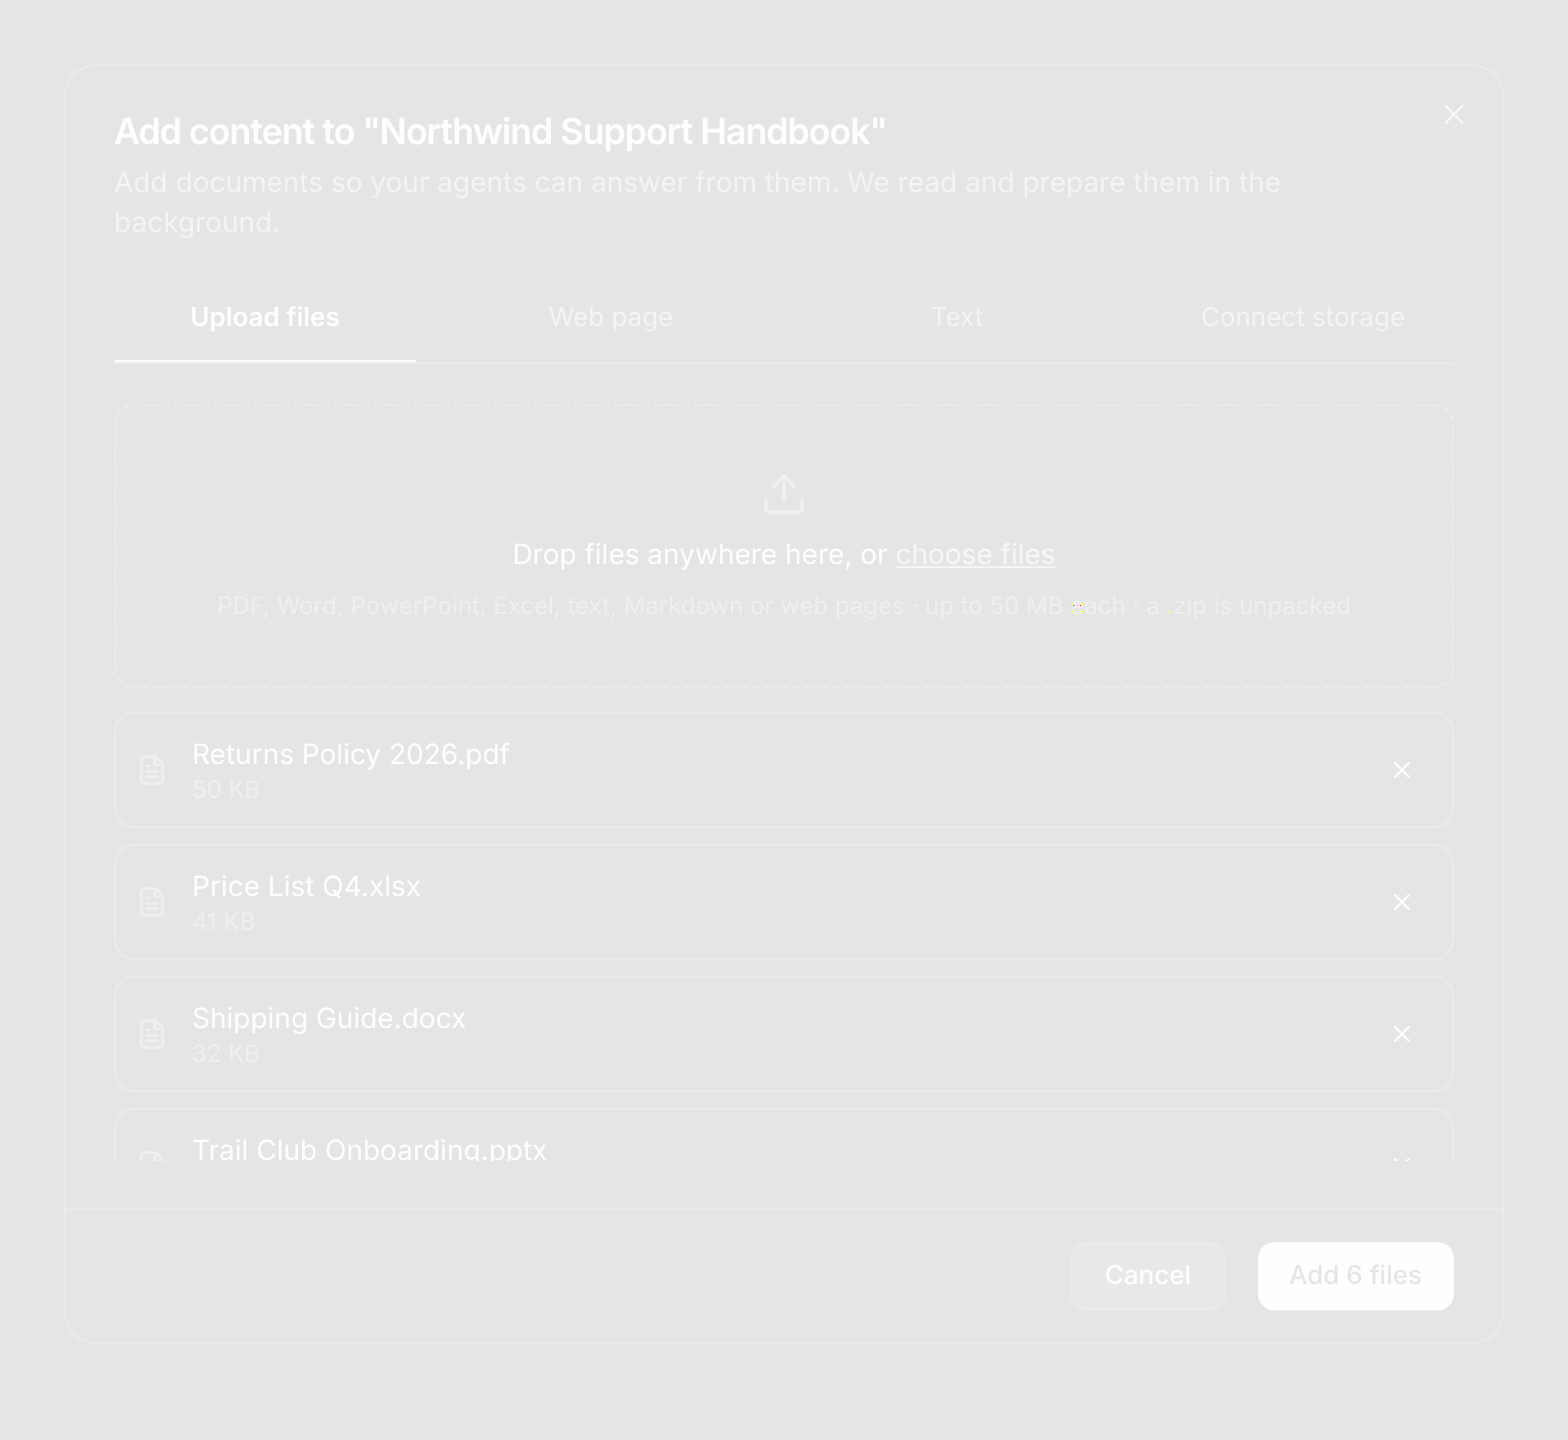 Add content to "Northwind Support Handbook"
Add documents so your agents can answer from them. We read and prepare them in the
background.
Upload files
Web page
Text
Connect storage
Drop files anywhere here, or choose files
PDF, Word, PowerPoint, Excel, text, Markdown or web pages · up to 50 MB each · a .zip is unpacked
Returns Policy 2026.pdf
50 KB
Price List Q4.xlsx
41 KB
Shipping Guide.docx
32 KB
Trail Club Onboarding.pptx
Cancel
Add 6 files